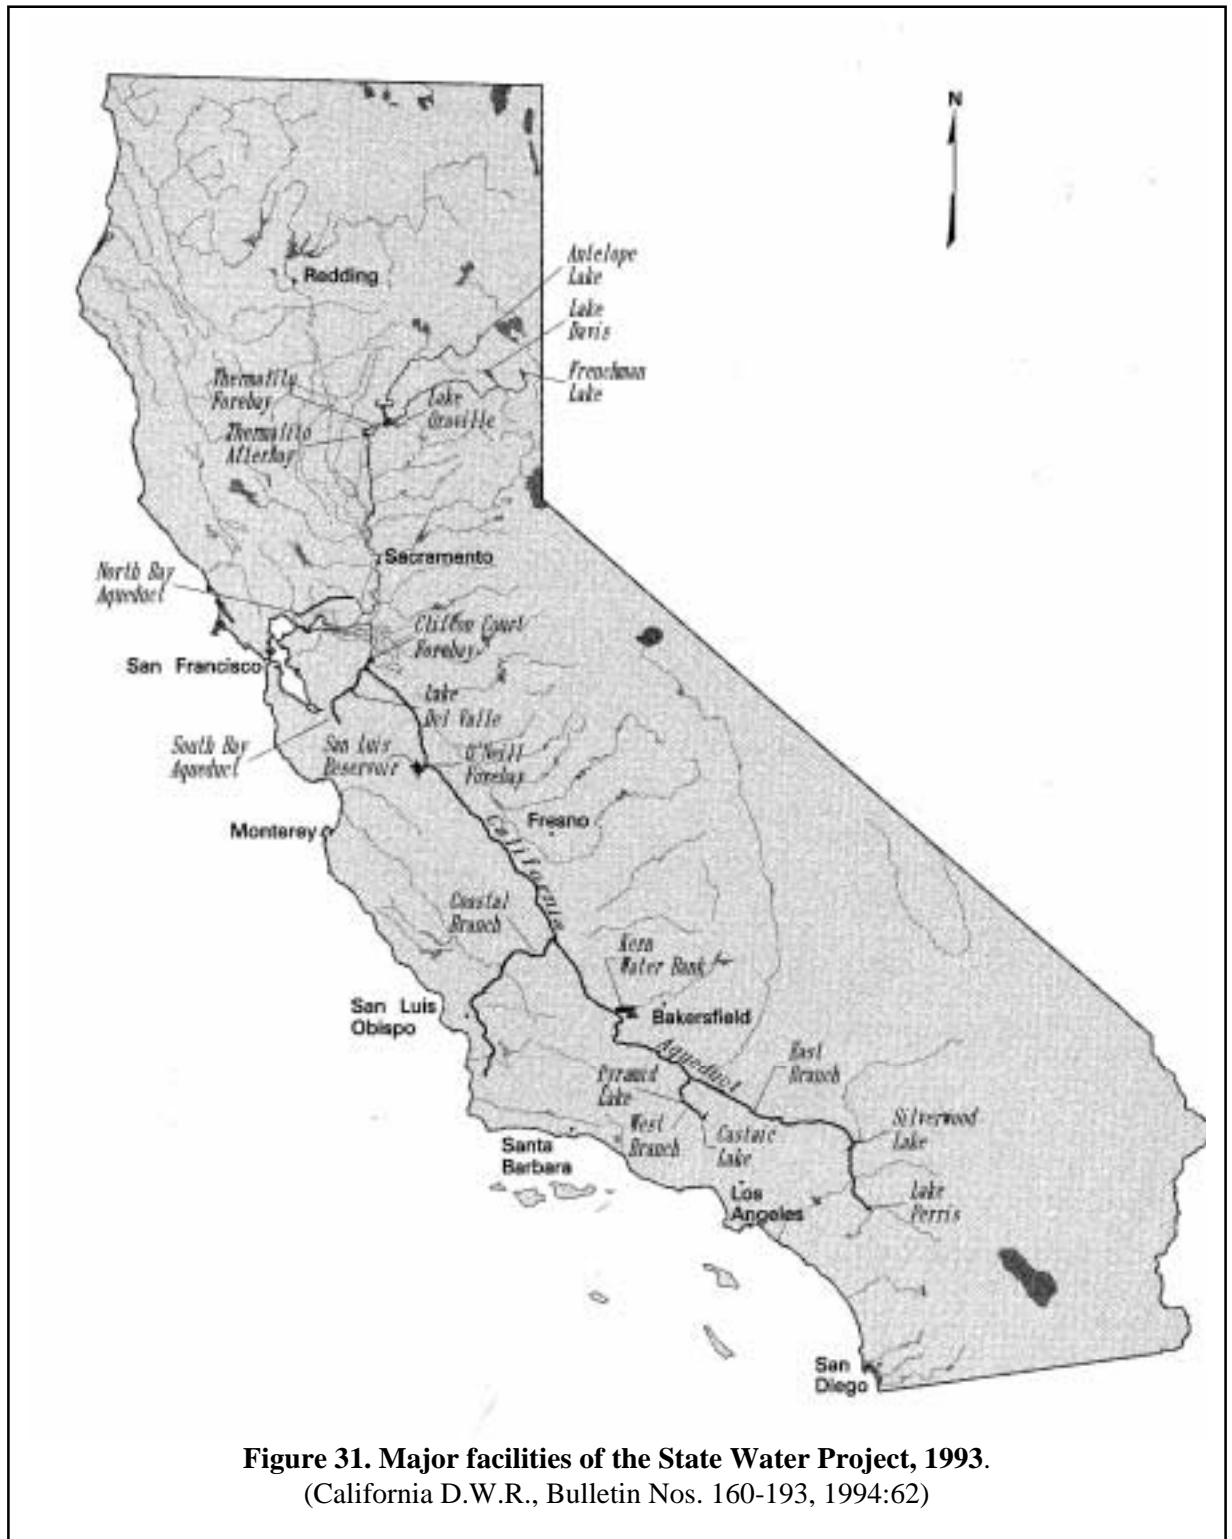 N
Antelope
Lake
Redding
Lake
Davis
Thermalito
Forebay
Frenchman
Lake
Lake
Oroville
Thermalito
Afterbay
Sacramento
North Bay
Aqueduct
Clifton Court
Forebay
San Francisco
Lake
Del Valle
South Bay
Aqueduct
San Luis
Reservoir
O'Neill
Forebay
Monterey
Fresno
California
Coastal
Branch
Kern
Water Bank
San Luis
Obispo
Bakersfield
Aqueduct
East
Branch
Pyramid
Lake
West
Branch
Castaic
Lake
Silverwood
Lake
Santa
Barbara
Los
Angeles
Lake
Perris
San
Diego
Figure 31. Major facilities of the State Water Project, 1993.
(California D.W.R., Bulletin Nos. 160-193, 1994:62)